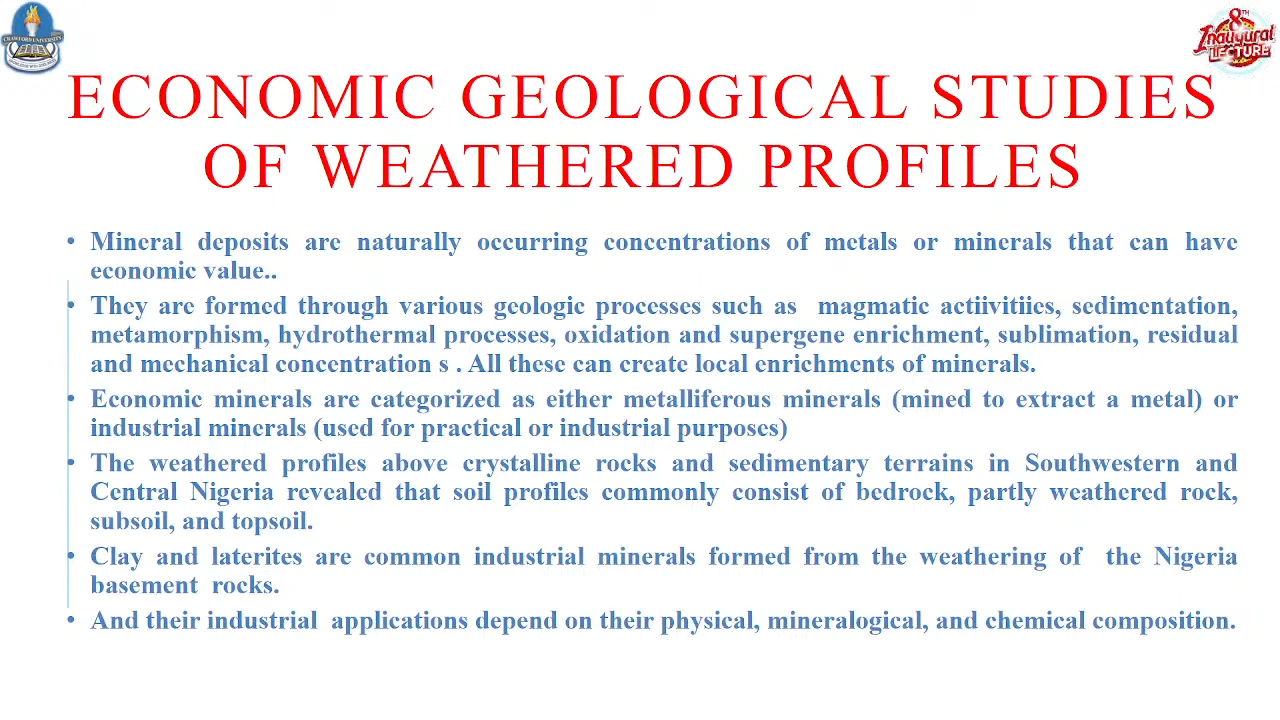 CRAWFORD UNIVERSITY
8TH
Inaugural
LECTURE
ECONOMIC GEOLOGICAL STUDIES
OF WEATHERED PROFILES
• Mineral deposits are naturally occurring concentrations of metals or minerals that can have
economic value..
• They are formed through various geologic processes such as magmatic actiivitiies, sedimentation,
metamorphism, hydrothermal processes, oxidation and supergene enrichment, sublimation, residual
and mechanical concentration s . All these can create local enrichments of minerals.
• Economic minerals are categorized as either metalliferous minerals (mined to extract a metal) or
industrial minerals (used for practical or industrial purposes)
• The weathered profiles above crystalline rocks and sedimentary terrains in Southwestern and
Central Nigeria revealed that soil profiles commonly consist of bedrock, partly weathered rock,
subsoil, and topsoil.
• Clay and laterites are common industrial minerals formed from the weathering of the Nigeria
basement rocks.
• And their industrial applications depend on their physical, mineralogical, and chemical composition.